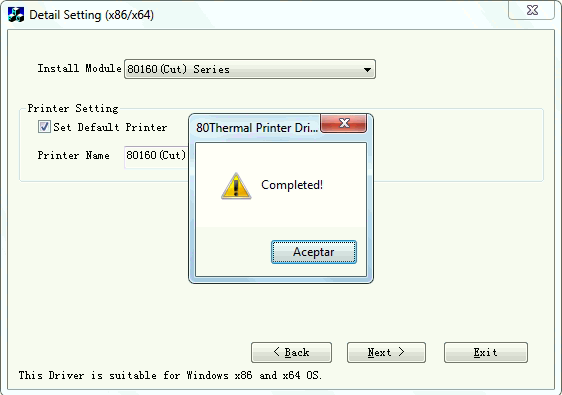 Detail Setting (x86/x64)
Install Module 80160(Cut) Series
Printer Setting
Set Default Printer
Printer Name 80160(Cut)
80Thermal Printer Dri...
Completed!
Aceptar
< Back Next > Exit
This Driver is suitable for Windows x86 and x64 OS.